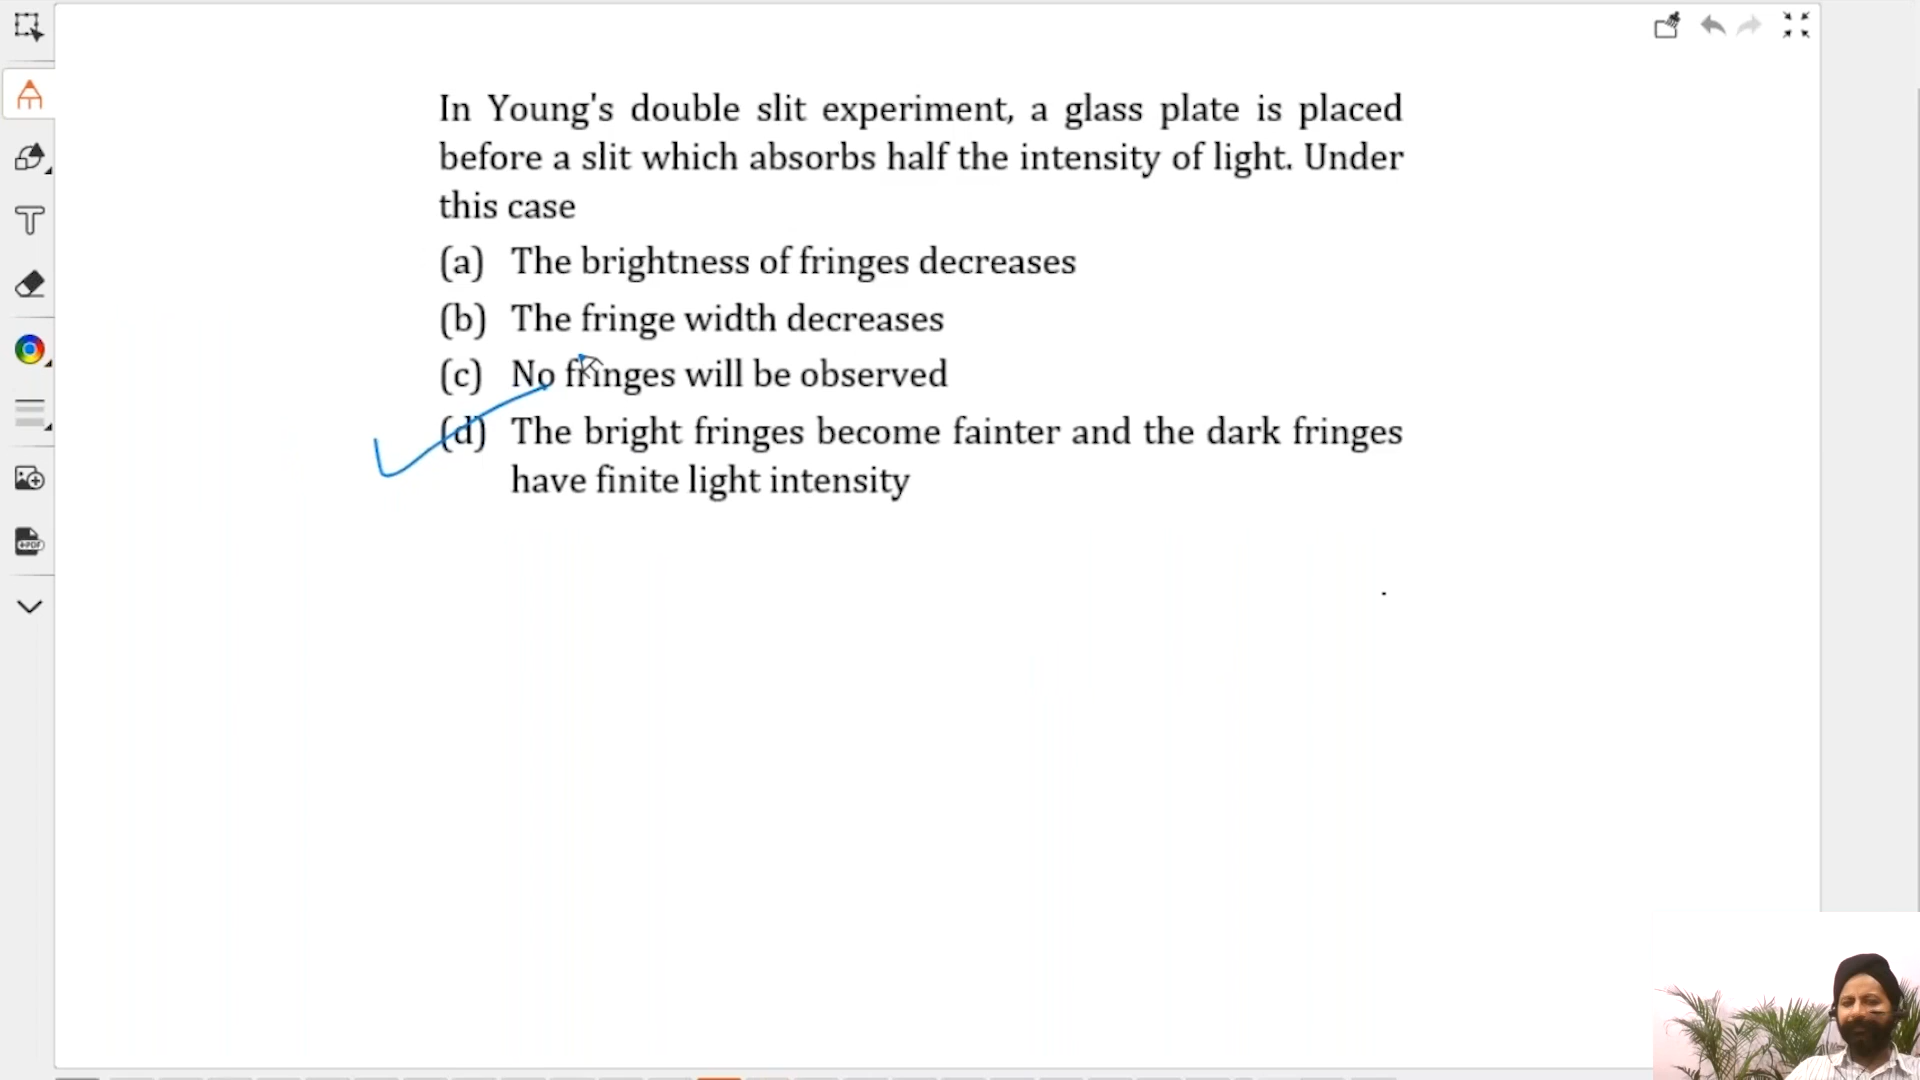 In Young's double slit experiment, a glass plate is placed
before a slit which absorbs half the intensity of light. Under
this case
(a) The brightness of fringes decreases
(b) The fringe width decreases
(c) No fringes will be observed
(d) The bright fringes become fainter and the dark fringes
have finite light intensity